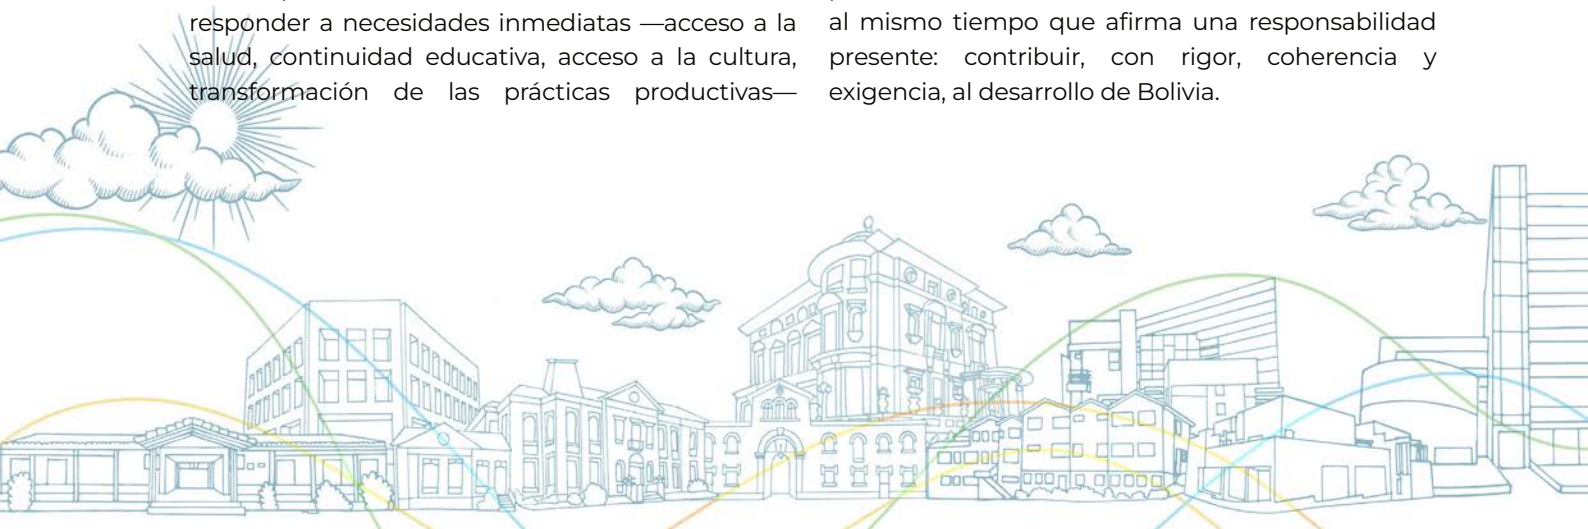 responder a necesidades inmediatas —acceso a la
salud, continuidad educativa, acceso a la cultura,
transformación de las prácticas productivas—
al mismo tiempo que afirma una responsabilidad
presente: contribuir, con rigor, coherencia y
exigencia, al desarrollo de Bolivia.